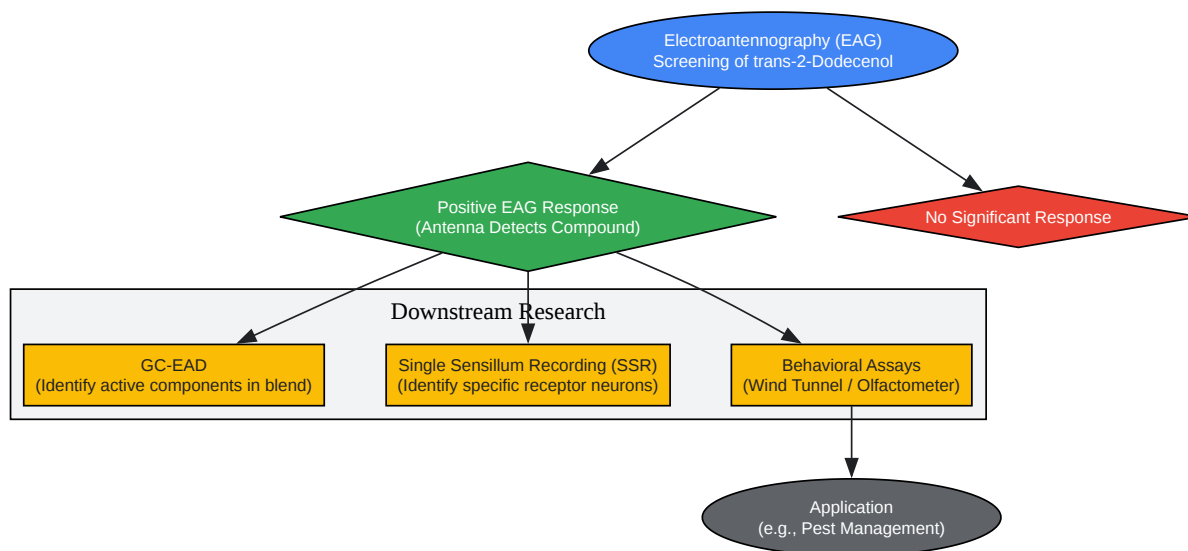 Electroantennography (EAG)
Screening of trans-2-Dodecenol
Positive EAG Response
(Antenna Detects Compound)
No Significant Response
Downstream Research
GC-EAD
(Identify active components in blend)
Single Sensillum Recording (SSR)
(Identify specific receptor neurons)
Behavioral Assays
(Wind Tunnel / Olfactometer)
Application
(e.g., Pest Management)